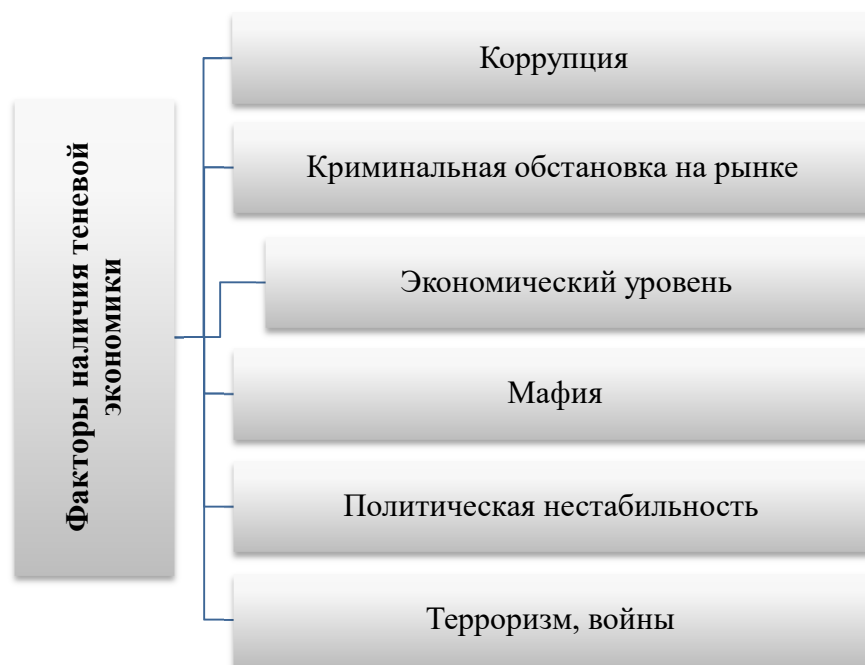 Факторы наличия теневой
экономики
Коррупция
Криминальная обстановка на рынке
Экономический уровень
Мафия
Политическая нестабильность
Терроризм, войны